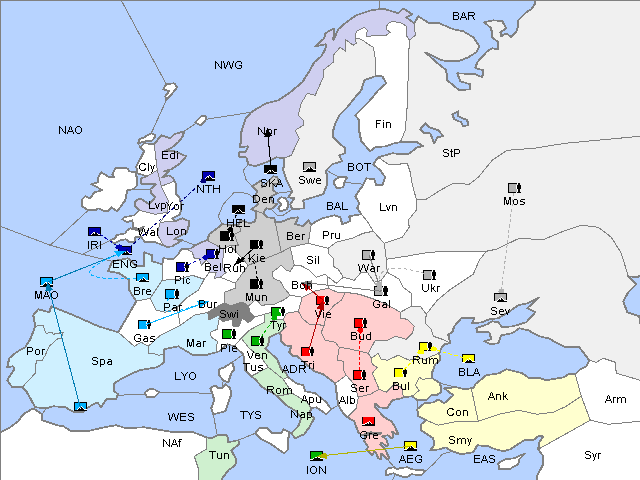 BAR
NWG
NAO
Nor
Fin
StP
Edi
Cly
BOT
NTH
SKA
Swe
Mos
Den
BAL
Lvn
LvpYor
HEL
Wal
Lon
Hol
Kie
Ber
Pru
IRI
ENG
Bel
Ruh
Sil
War
Ukr
Pic
Bre
Mun
Boh
Gal
Sev
MAO
Par
Bur
Vie
Gas
Swi
Tyr
Bud
Rum
Mar
Pie
Ven
Tri
BLA
Por
Spa
Tus
ADR
Ser
Bul
LYO
Rom
Apu
Alb
Ank
Arm
WES
TYS
Nap
Gre
Con
NAf
Smy
Tun
ION
AEG
EAS
Syr